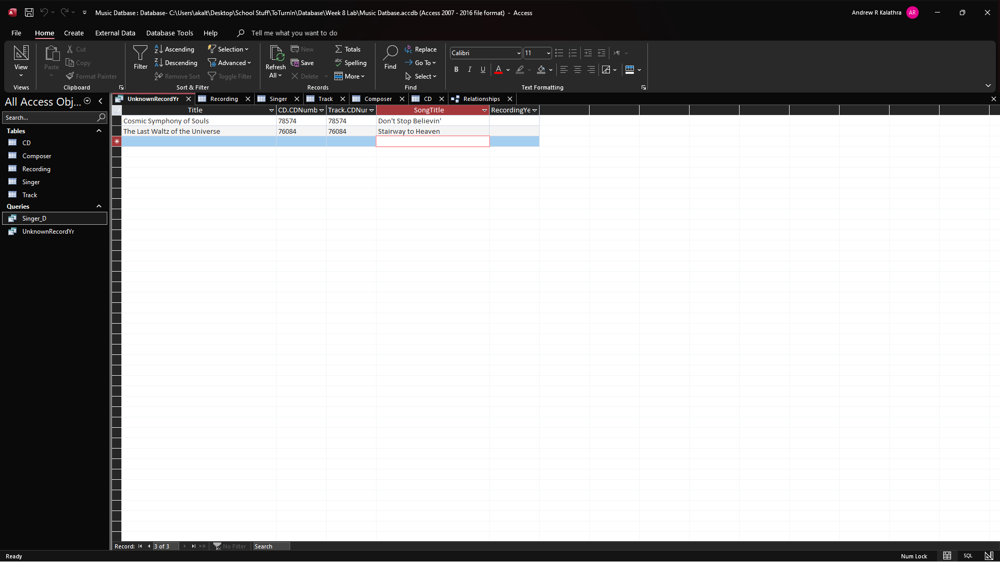 Music Datbase : Database- C:\Users\akalt\Desktop\School Stuff\ToTurnIn\Database\Week 8 Lab\Music Datbase.accdb (Access 2007 - 2016 file format)  -  Access
Andrew R Kalathra
AR
File
Home
Create
External Data
Database Tools
Help
Tell me what you want to do
View
Views
Paste
Cut
Copy
Format Painter
Clipboard
Filter
Ascending
Descending
Remove Sort
Selection
Advanced
Toggle Filter
Sort & Filter
Refresh
All
New
Save
Delete
Totals
Spelling
More
Records
Find
Replace
Go To
Select
Find
Calibri
11
B I U
Text Formatting
All Access Obj...
Search...
Tables
CD
Composer
Recording
Singer
Track
Queries
Singer_D
UnknownRecordYr
UnknownRecordYr
Recording
Singer
Track
Composer
CD
Relationships
Title CD.CDNumb Track.CDNur SongTitle RecordingYe
Cosmic Symphony of Souls 78574 78574 Don't Stop Believin'
The Last Waltz of the Universe 76084 76084 Stairway to Heaven
Record: 3 of 3 No Filter Search
Ready
Num Lock
SQL